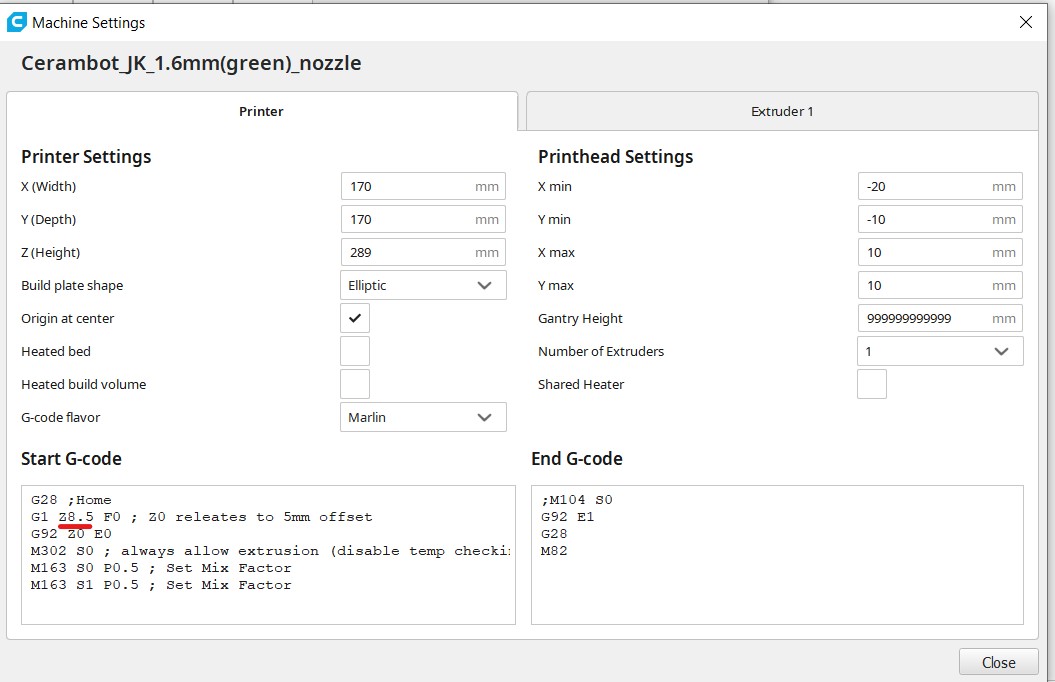 Machine Settings
Cerambot_JK_1.6mm(green)_nozzle
Printer
Extruder 1
Printer Settings
X (Width)
170 mm
Y (Depth)
170 mm
Z (Height)
289 mm
Build plate shape
Elliptic
Origin at center
Heated bed
Heated build volume
G-code flavor
Marlin
Printhead Settings
X min
-20 mm
Y min
-10 mm
X max
10 mm
Y max
10 mm
Gantry Height
999999999999 mm
Number of Extruders
1
Shared Heater
Start G-code
G28 ;Home
G1 Z8.5 F0 ; Z0 releates to 5mm offset
G92 Z0 E0
M302 S0 ; always allow extrusion (disable temp checki
M163 S0 P0.5 ; Set Mix Factor
M163 S1 P0.5 ; Set Mix Factor
End G-code
;M104 S0
G92 E1
G28
M82
Close